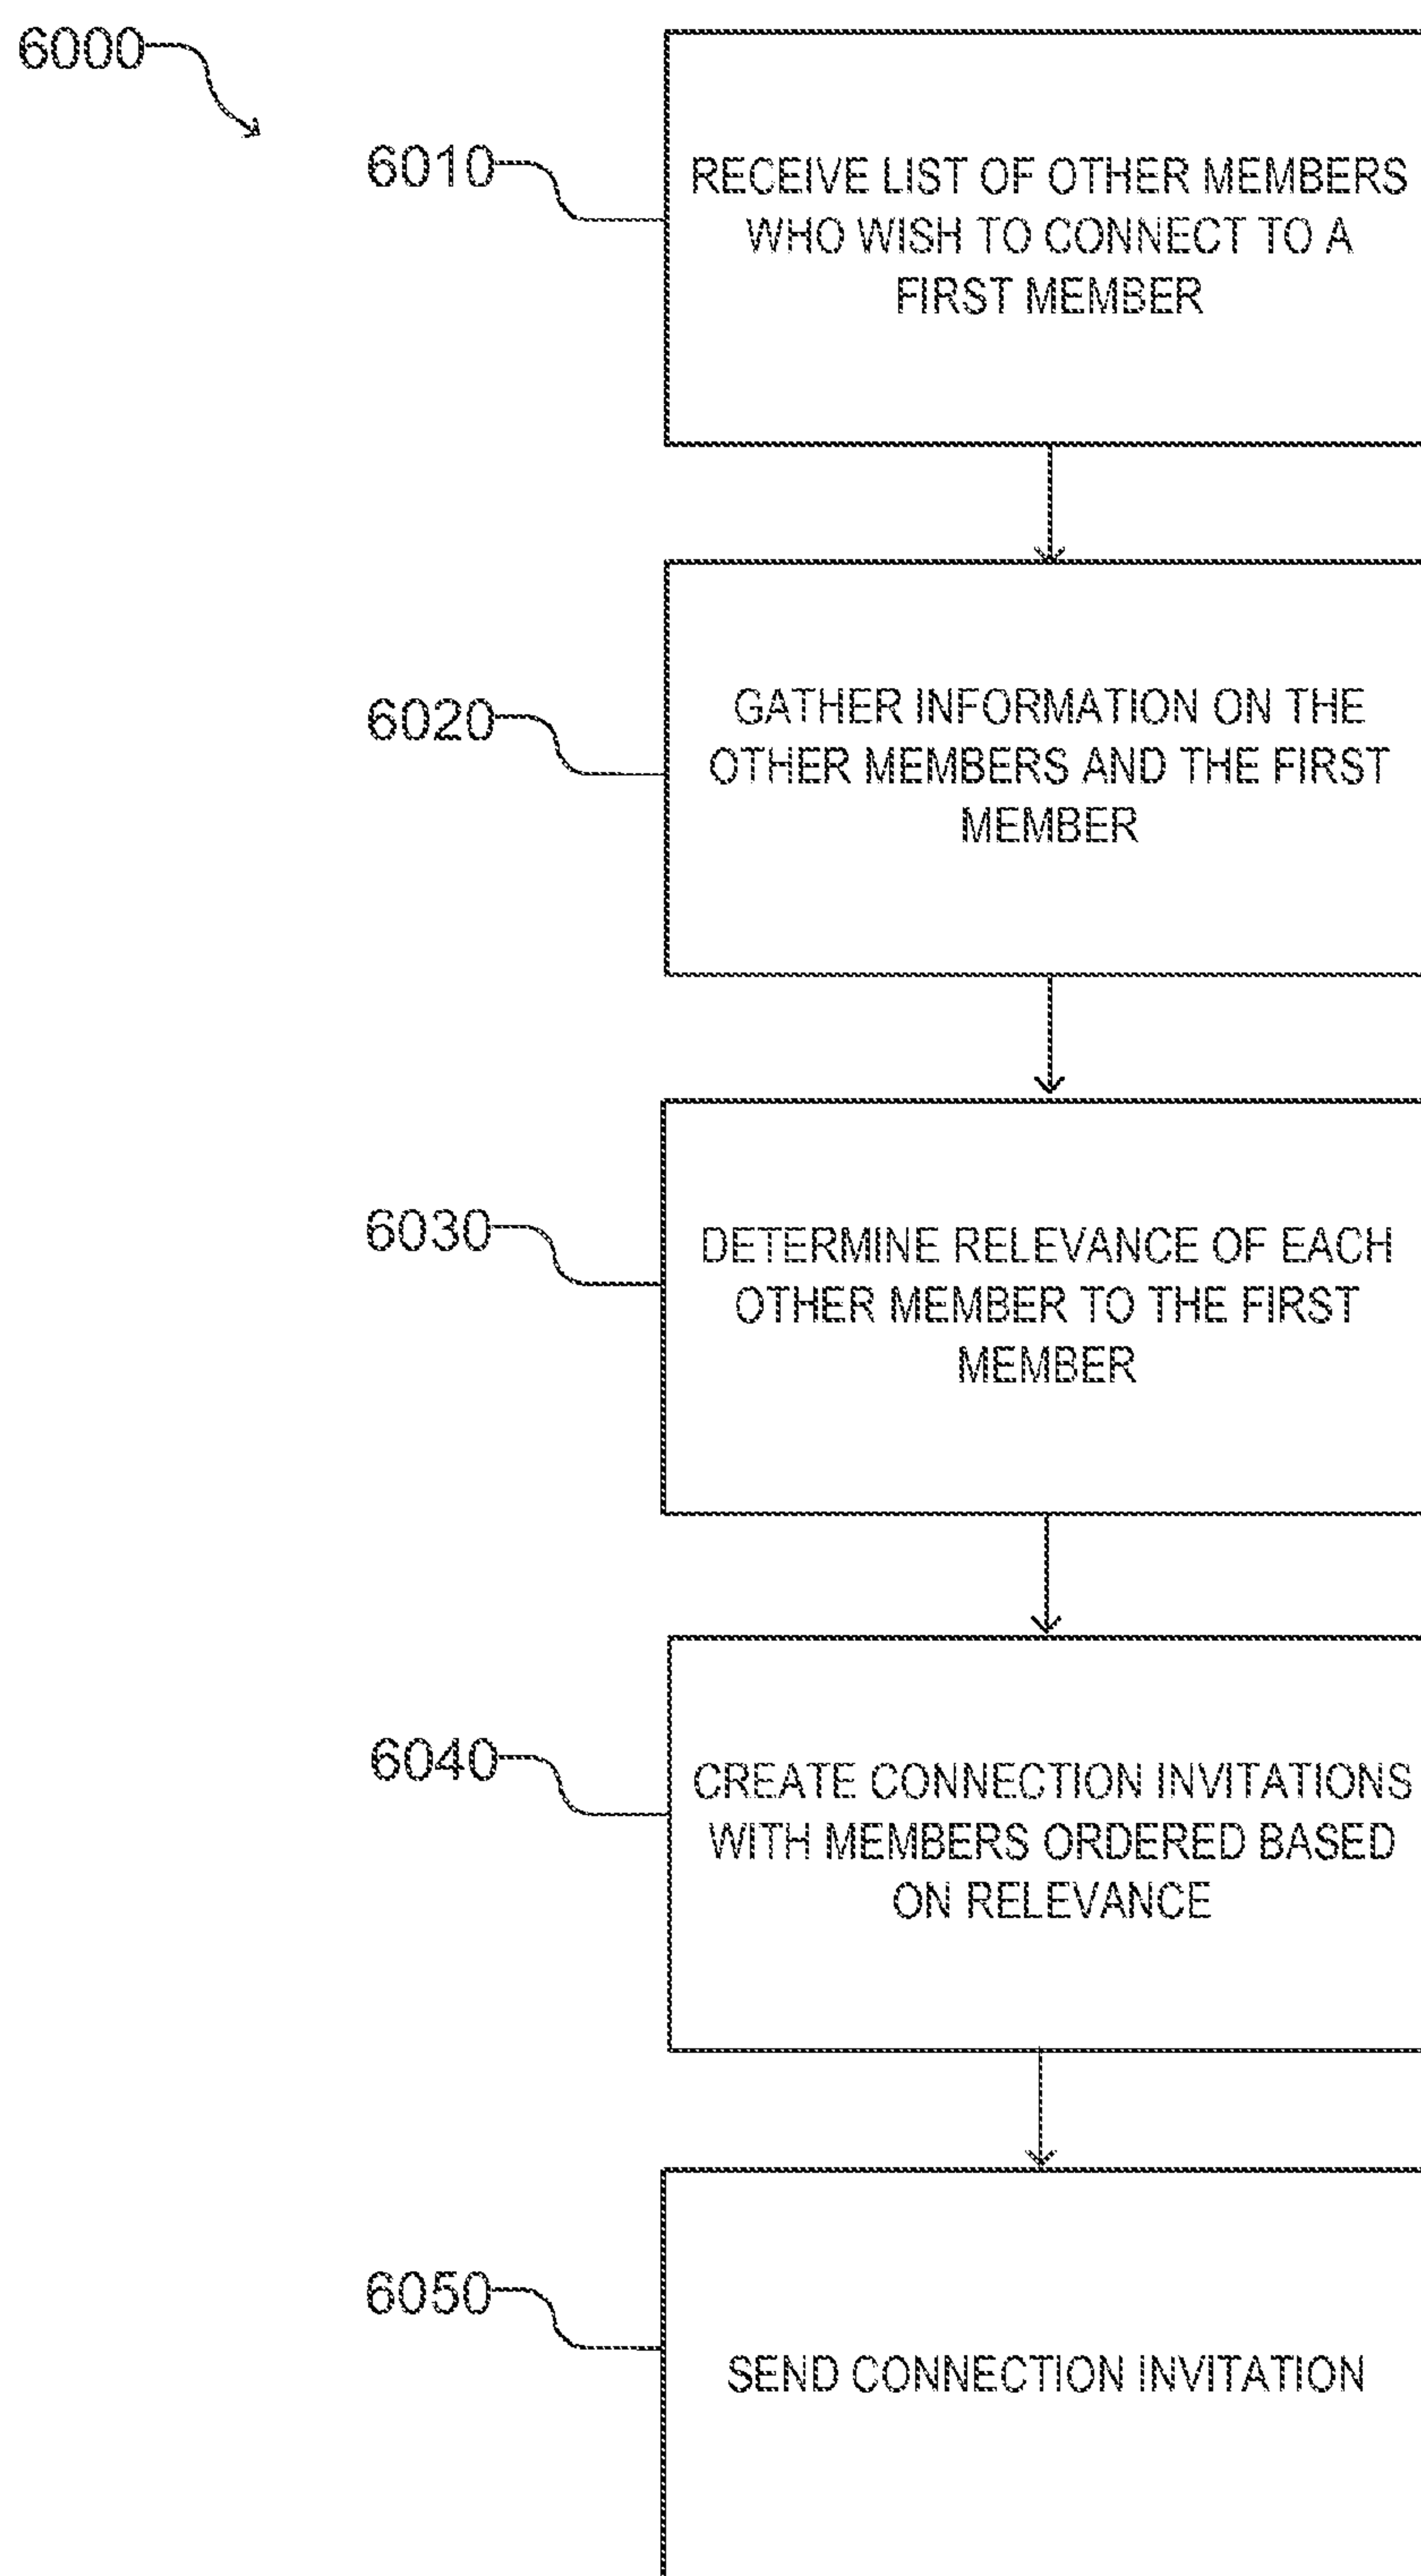 6000
6010
RECEIVE LIST OF OTHER MEMBERS
WHO WISH TO CONNECT TO A
FIRST MEMBER
6020
GATHER INFORMATION ON THE
OTHER MEMBERS AND THE FIRST
MEMBER
6030
DETERMINE RELEVANCE OF EACH
OTHER MEMBER TO THE FIRST
MEMBER
6040
CREATE CONNECTION INVITATIONS
WITH MEMBERS ORDERED BASED
ON RELEVANCE
6050
SEND CONNECTION INVITATION